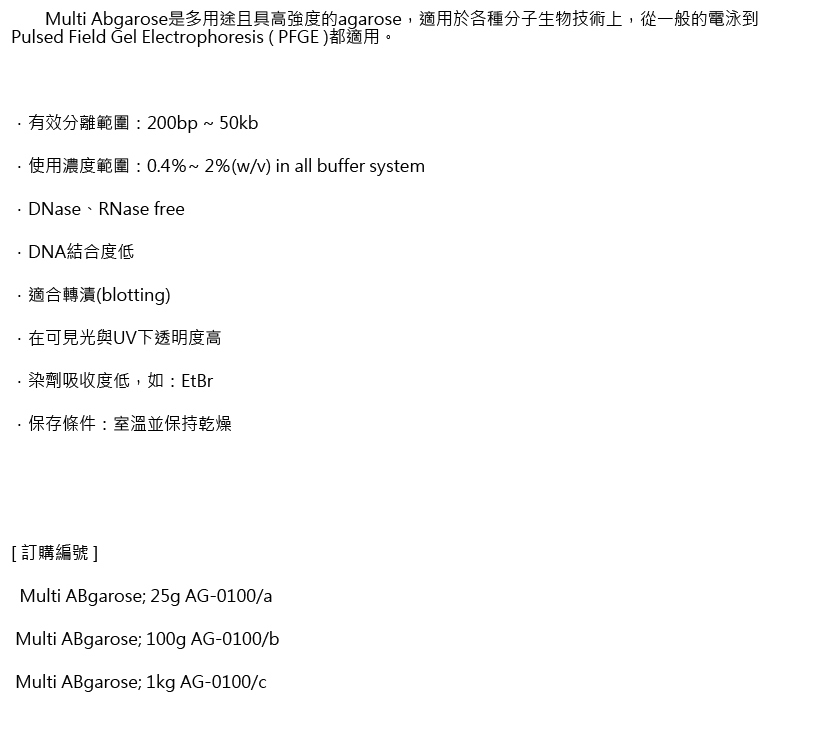 Multi Abgarose是多用途且具高強度的agarose，適用於各種分子生物技術上，從一般的電泳到
Pulsed Field Gel Electrophoresis ( PFGE )都適用。
．有效分離範圍：200bp ~ 50kb
．使用濃度範圍：0.4%~ 2%(w/v) in all buffer system
．DNase、RNase free
．DNA結合度低
．適合轉漬(blotting)
．在可見光與UV下透明度高
．染劑吸收度低，如：EtBr
．保存條件：室溫並保持乾燥
[ 訂購編號 ]
Multi ABgarose; 25g AG-0100/a
Multi ABgarose; 100g AG-0100/b
Multi ABgarose; 1kg AG-0100/c